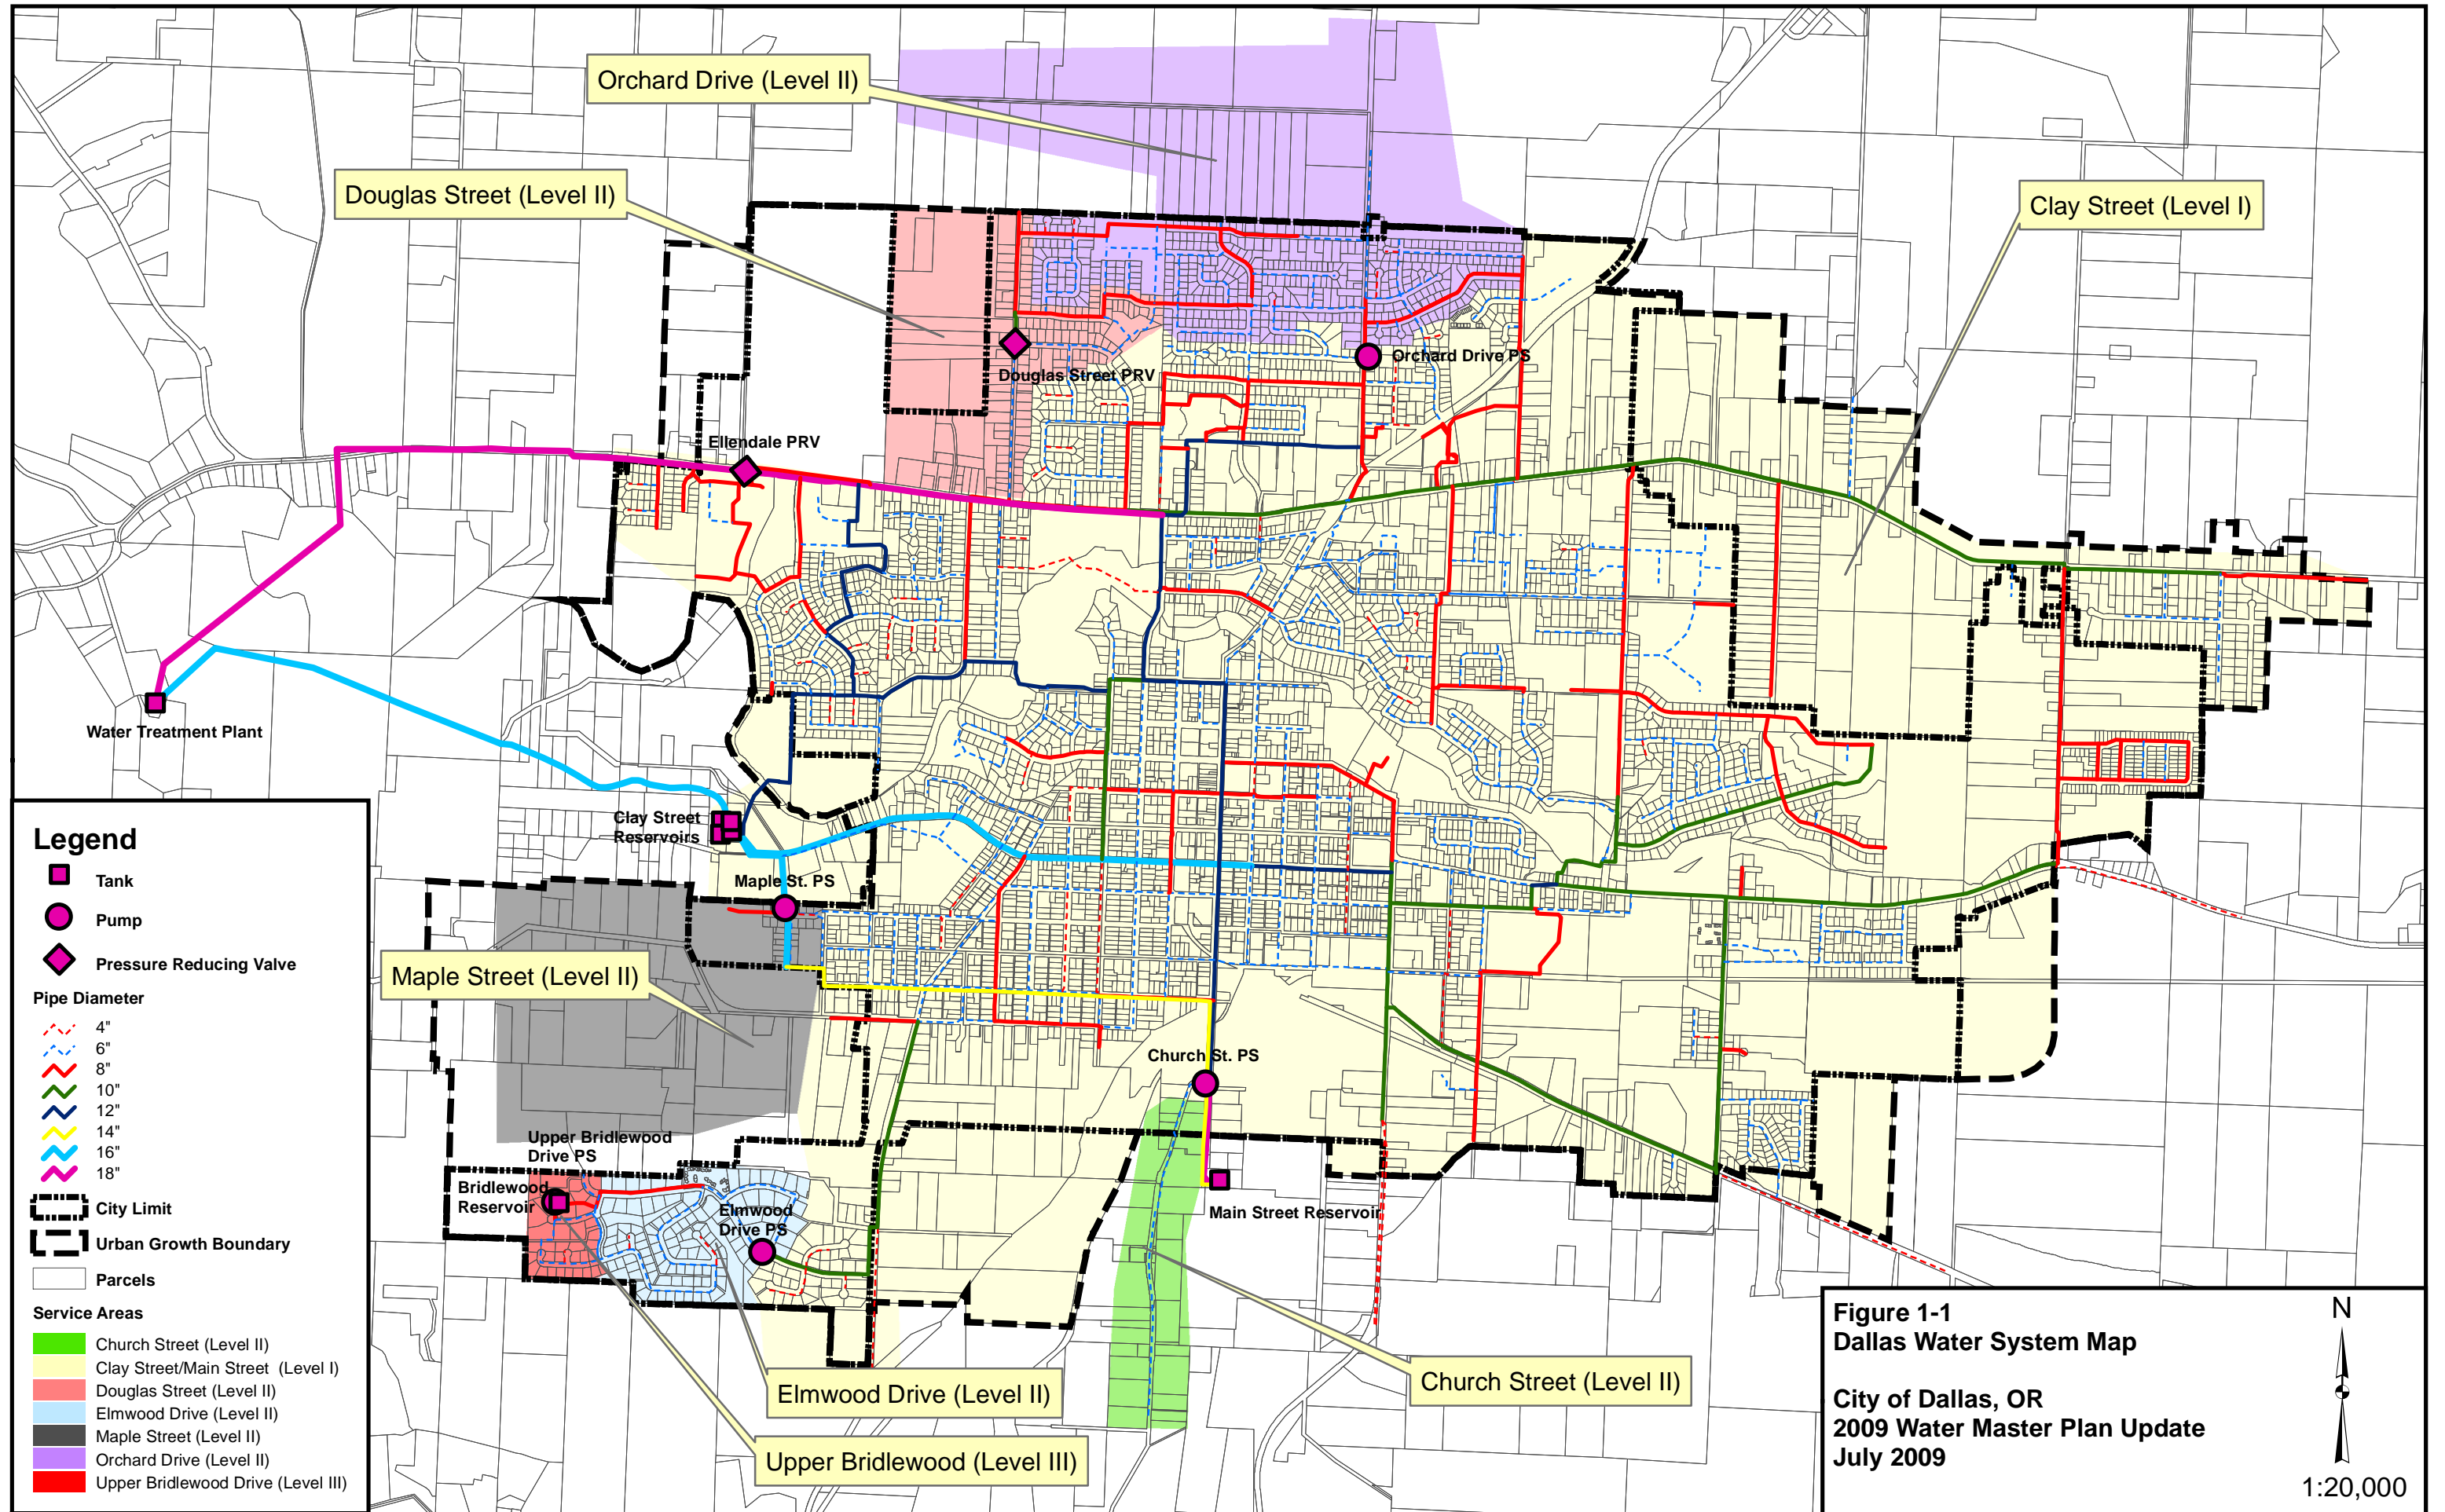 Orchard Drive (Level II)
Douglas Street (Level II)
Clay Street (Level I)
Orchard Drive PS
Douglas Street PRV
Ellendale PRV
Water Treatment Plant
Clay Street
Reservoirs
Maple St. PS
Maple Street (Level II)
Church St. PS
Upper Bridlewood
Drive PS
Bridlewood
Reservoir
Elmwood
Drive PS
Main Street Reservoir
Elmwood Drive (Level II)
Church Street (Level II)
Upper Bridlewood (Level III)
Legend
Tank
Pump
Pressure Reducing Valve
Pipe Diameter
4"
6"
8"
10"
12"
14"
16"
18"
City Limit
Urban Growth Boundary
Parcels
Service Areas
Church Street (Level II)
Clay Street/Main Street (Level I)
Douglas Street (Level II)
Elmwood Drive (Level II)
Maple Street (Level II)
Orchard Drive (Level II)
Upper Bridlewood Drive (Level III)
Figure 1-1
Dallas Water System Map
City of Dallas, OR
2009 Water Master Plan Update
July 2009
N
1:20,000